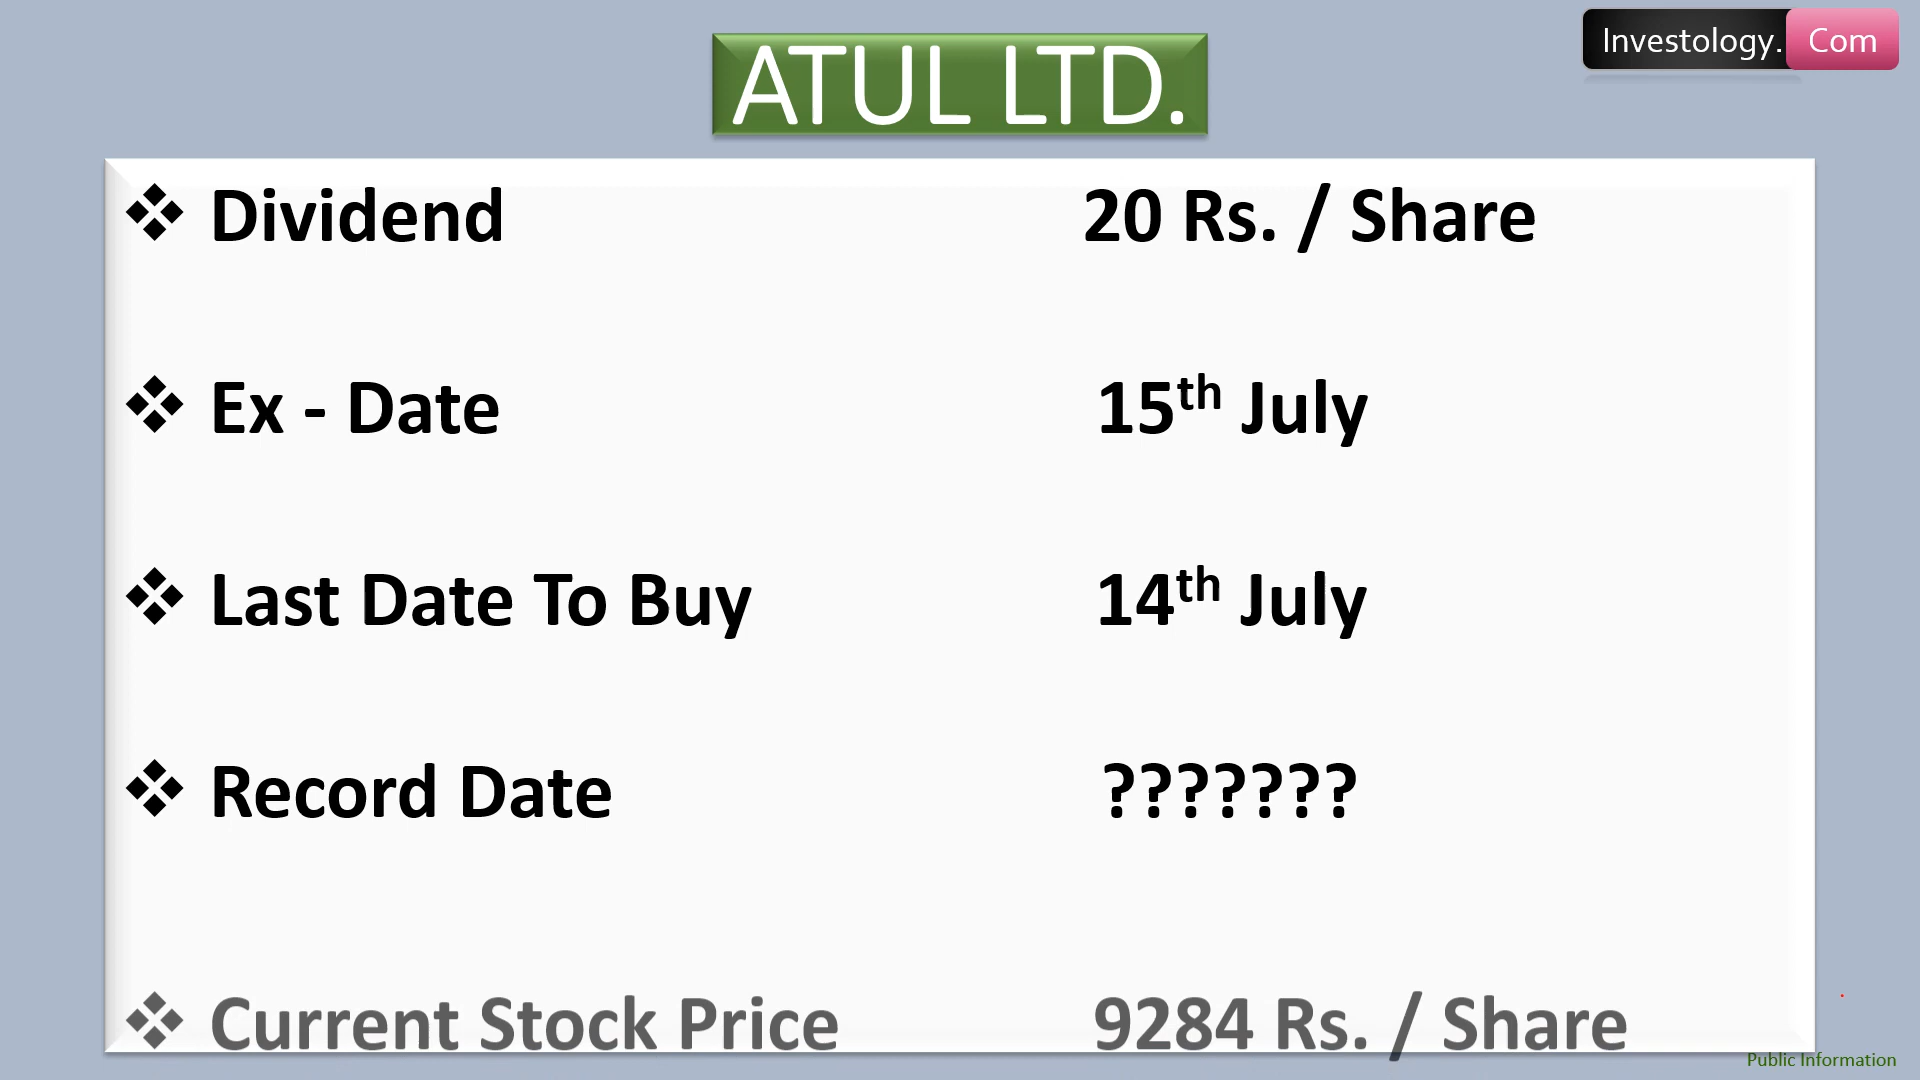 Investology. Com
ATUL LTD.
❖ Dividend 20 Rs. / Share
❖ Ex - Date 15th July
❖ Last Date To Buy 14th July
❖ Record Date ???????
❖ Current Stock Price 9284 Rs. / Share
Public Information